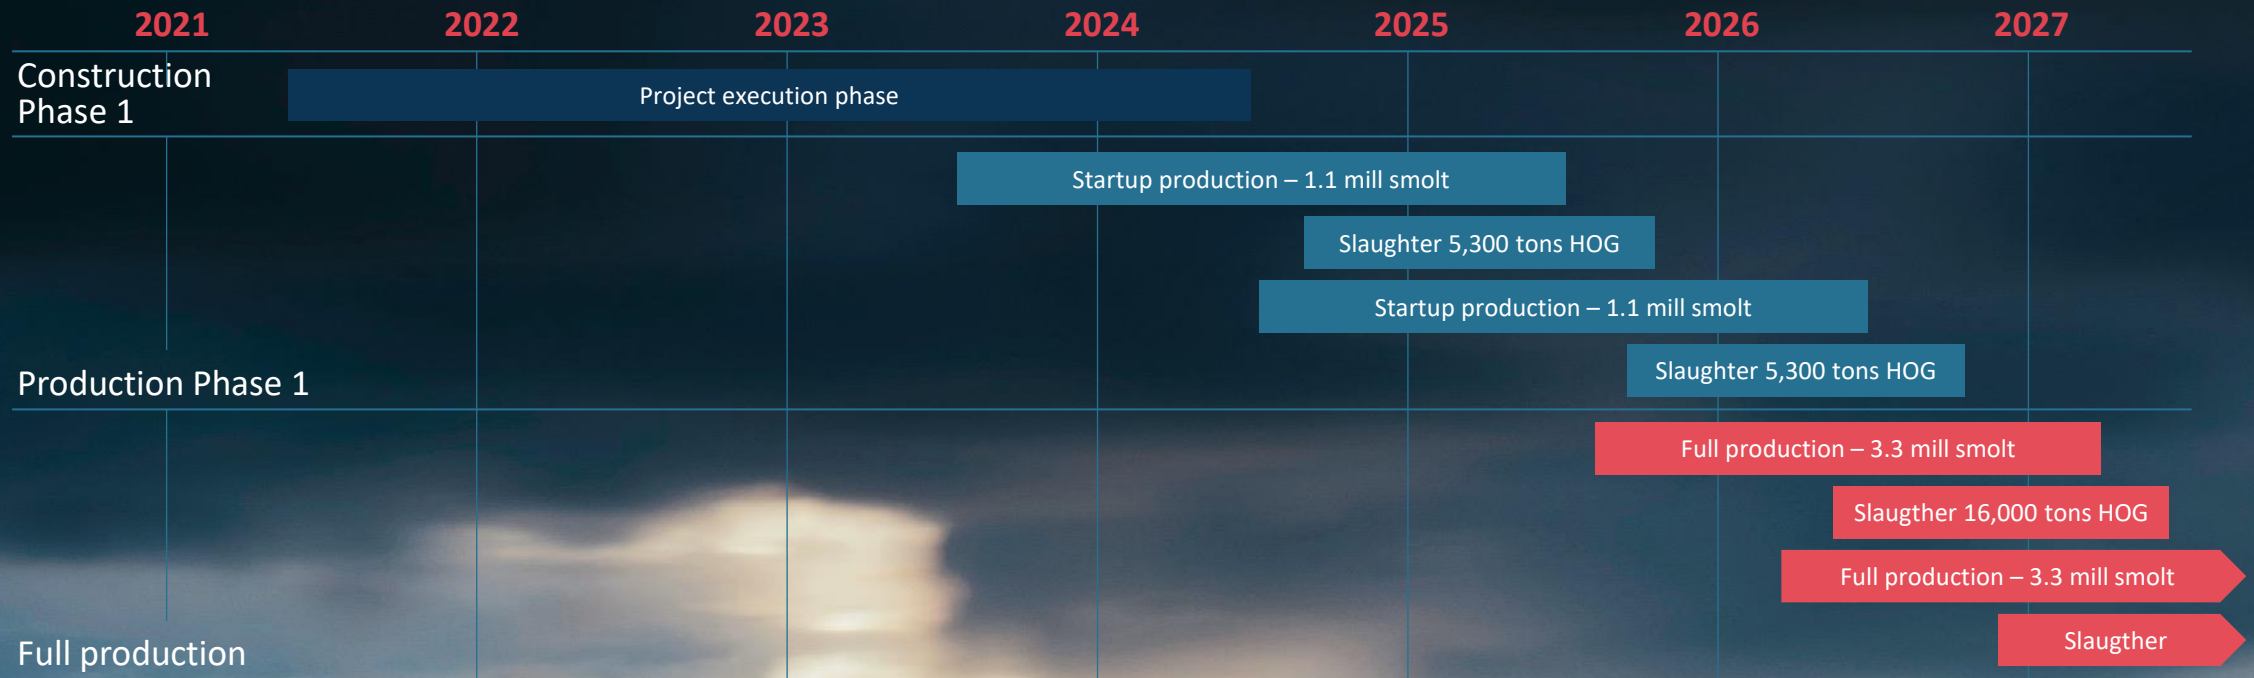 2021 2022 2023 2024 2025 2026 2027
Construction
Phase 1
Project execution phase
Startup production – 1.1 mill smolt
Slaughter 5,300 tons HOG
Startup production – 1.1 mill smolt
Slaughter 5,300 tons HOG
Production Phase 1
Full production – 3.3 mill smolt
Slaugther 16,000 tons HOG
Full production – 3.3 mill smolt
Slaugther
Full production